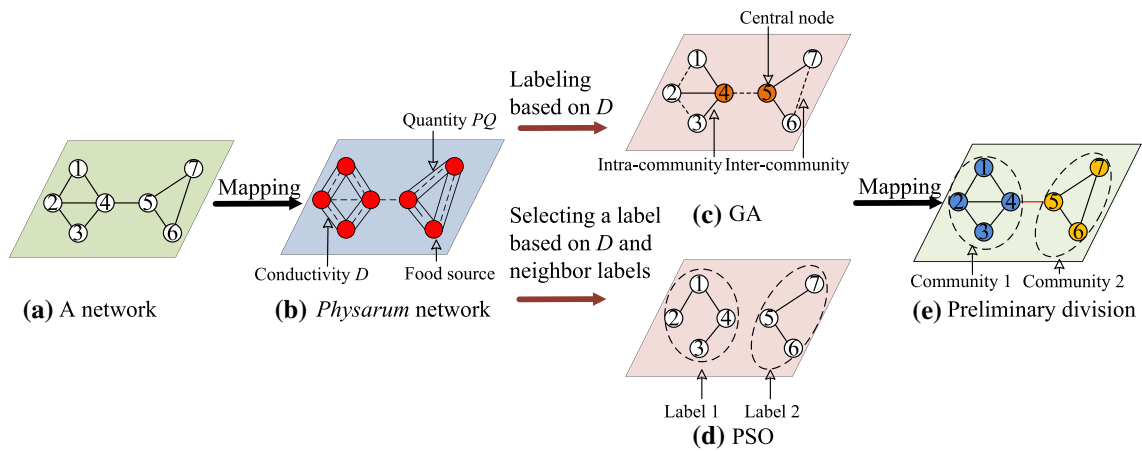 1
2
3
4
5
6
7
(a) A network
Mapping
Quantity PQ
Conductivity D
Food source
(b) Physarum network
Labeling
based on D
Selecting a label
based on D and
neighbor labels
Central node
1
2
3
4
5
6
7
Intra-community
Inter-community
(c) GA
1
2
3
4
5
6
7
Label 1
Label 2
(d) PSO
Mapping
1
2
3
4
5
6
7
Community 1
Community 2
(e) Preliminary division